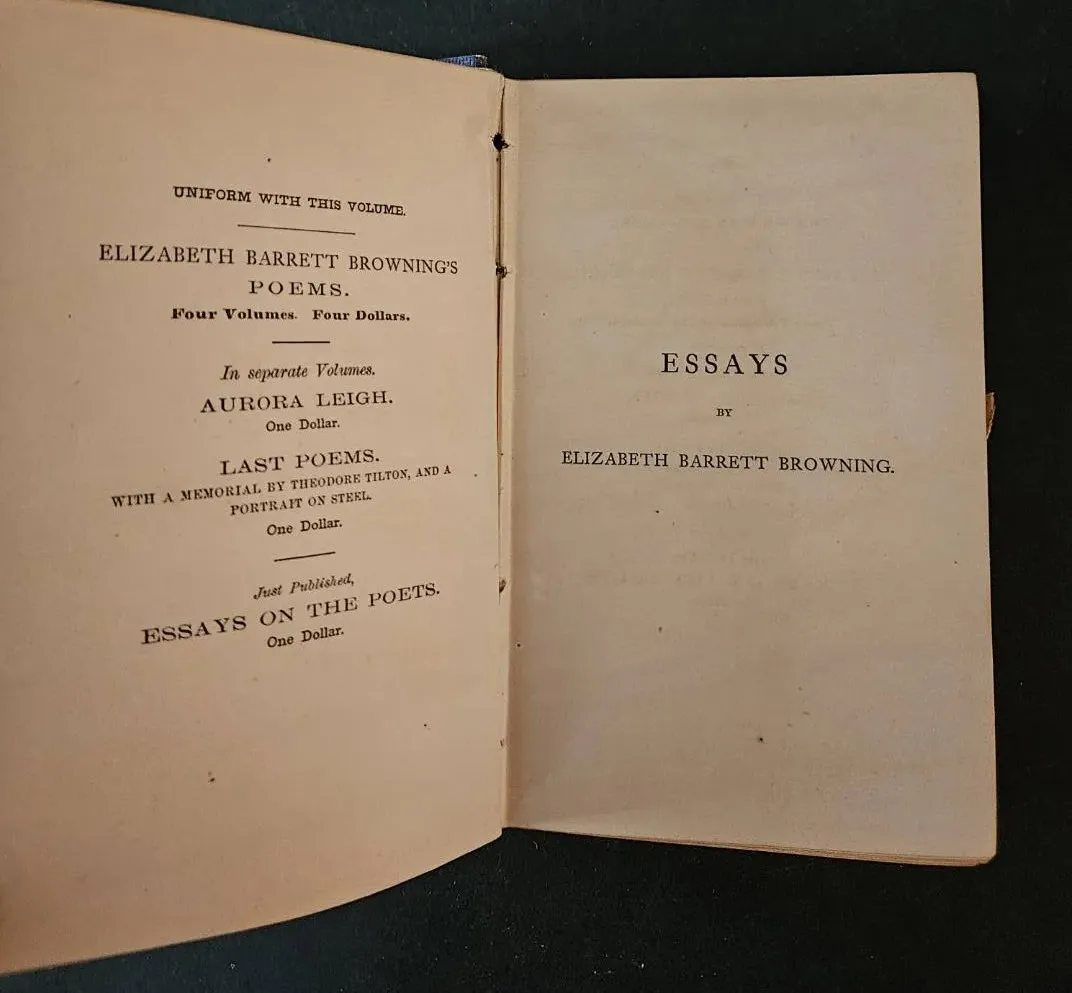 UNIFORM WITH THIS VOLUME.
ELIZABETH BARRETT BROWNING'S
POEMS.
Four Volumes. Four Dollars.
In separate Volumes.
AURORA LEIGH.
One Dollar.
LAST POEMS.
WITH A MEMORIAL BY THEODORE TILTON, AND A
PORTRAIT ON STEEL.
One Dollar.
Just Published,
ESSAYS ON THE POETS.
One Dollar.
ESSAYS
BY
ELIZABETH BARRETT BROWNING.